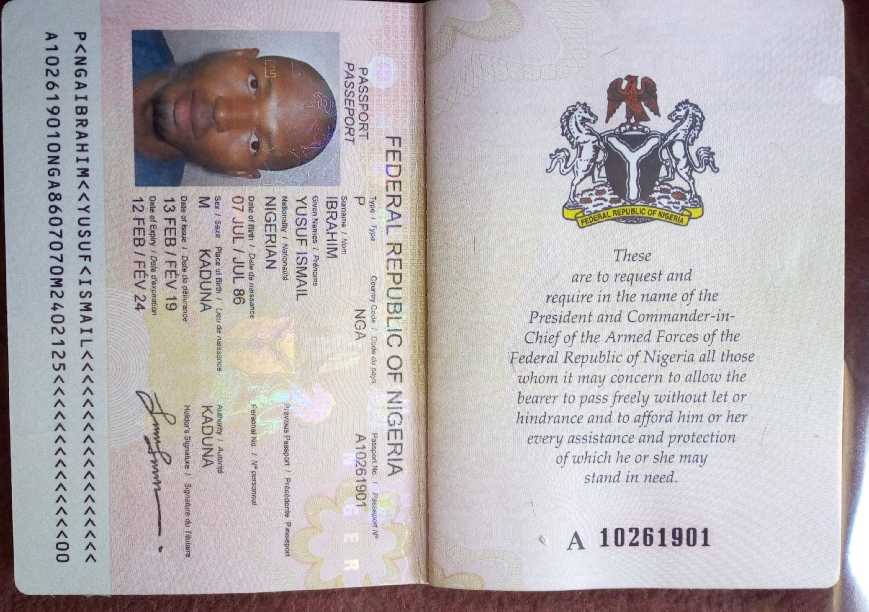 FEDERAL REPUBLIC OF NIGERIA
PASSPORT
PASSEPORT
Type / Type
P
Country Code / Code du pays
NGA
Passport No. / Passeport Nº
A10261901
Surname / Nom
IBRAHIM
Given Names / Prénoms
YUSUF ISMAIL
Nationality / Nationalité
NIGERIAN
Previous Passport / Précédente Passeport
Date of Birth / Date de naissance
07 JUL / JUL 86
Personal No. / Nº personnel
Sex / Sexe
M
Place of Birth / Lieu de naissance
KADUNA
Authority / Autorité
KADUNA
Date of Issue / Date de délivrance
13 FEB / FÉV 19
Holder's Signature / Signature du Titulaire
Date of Expiry / Date d'expiration
12 FEB / FÉV 24
P<NGAIBRAHIM<<YUSUF<ISMAIL<<<<<<<<<<<<<<<<<<
A102619010NGA8607070M2402125<<<<<<<<<<<<<<00
FEDERAL REPUBLIC OF NIGERIA
These
are to request and
require in the name of the
President and Commander-in-
Chief of the Armed Forces of the
Federal Republic of Nigeria all those
whom it may concern to allow the
bearer to pass freely without let or
hindrance and to afford him or her
every assistance and protection
of which he or she may
stand in need.
A 10261901